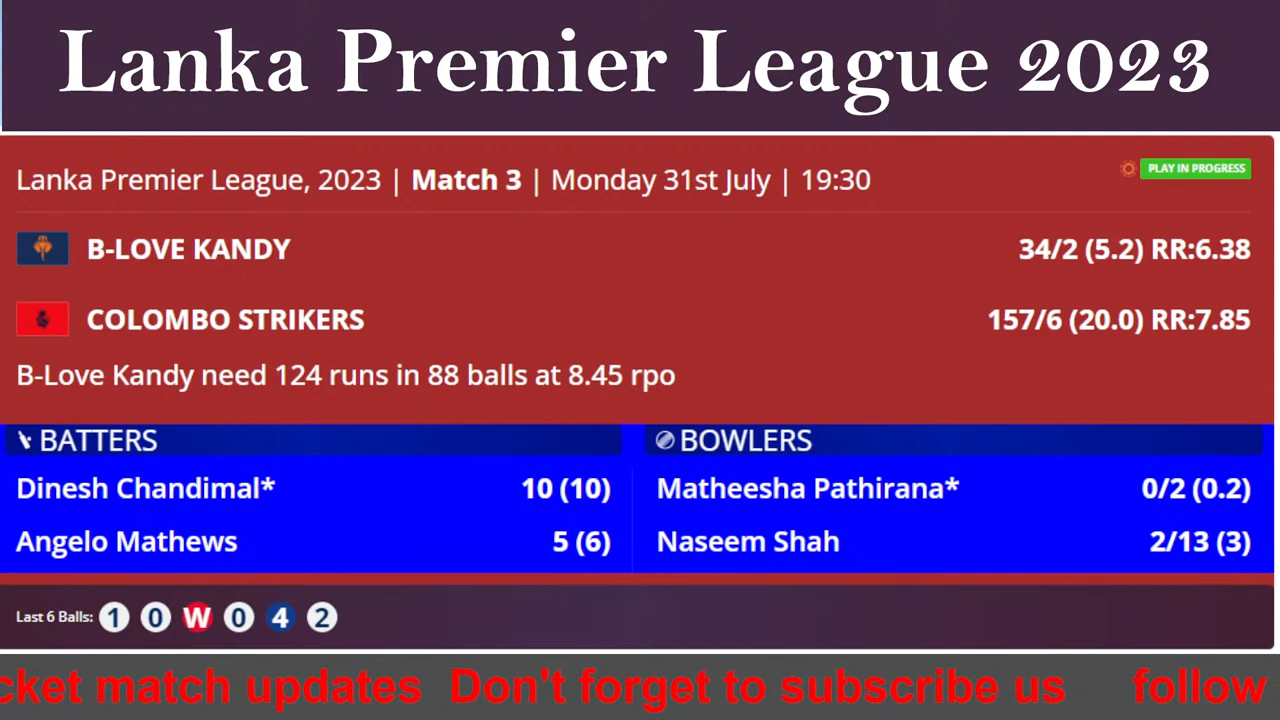 Lanka Premier League 2023
Lanka Premier League, 2023 | Match 3 | Monday 31st July | 19:30
PLAY IN PROGRESS
B-LOVE KANDY 34/2 (5.2) RR:6.38
COLOMBO STRIKERS 157/6 (20.0) RR:7.85
B-Love Kandy need 124 runs in 88 balls at 8.45 rpo
BATTERS
Dinesh Chandimal* 10 (10)
Angelo Mathews 5 (6)
BOWLERS
Matheesha Pathirana* 0/2 (0.2)
Naseem Shah 2/13 (3)
Last 6 Balls: 1 0 W 0 4 2
cket match updates Don't forget to subscribe us follow